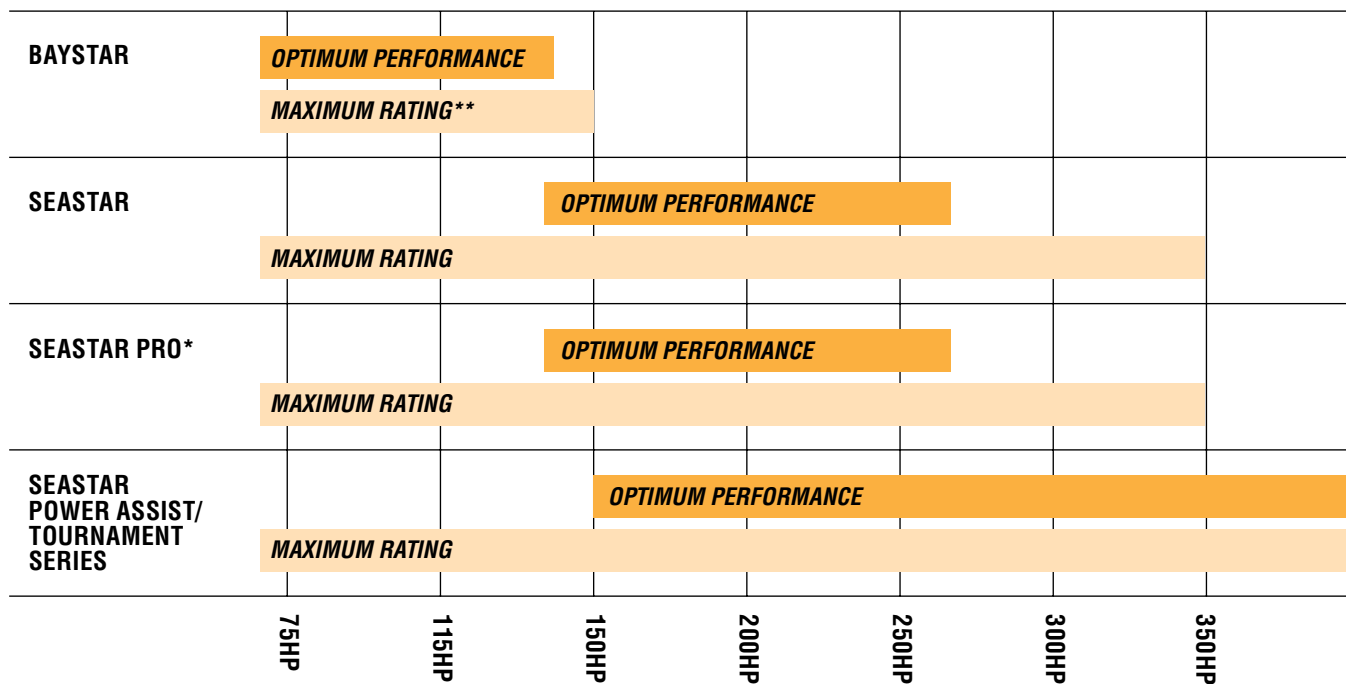 BAYSTAR
OPTIMUM PERFORMANCE
MAXIMUM RATING**
SEASTAR
OPTIMUM PERFORMANCE
MAXIMUM RATING
SEASTAR PRO*
OPTIMUM PERFORMANCE
MAXIMUM RATING
SEASTAR
POWER ASSIST/
TOURNAMENT
SERIES
OPTIMUM PERFORMANCE
MAXIMUM RATING
75HP
115HP
150HP
200HP
250HP
300HP
350HP